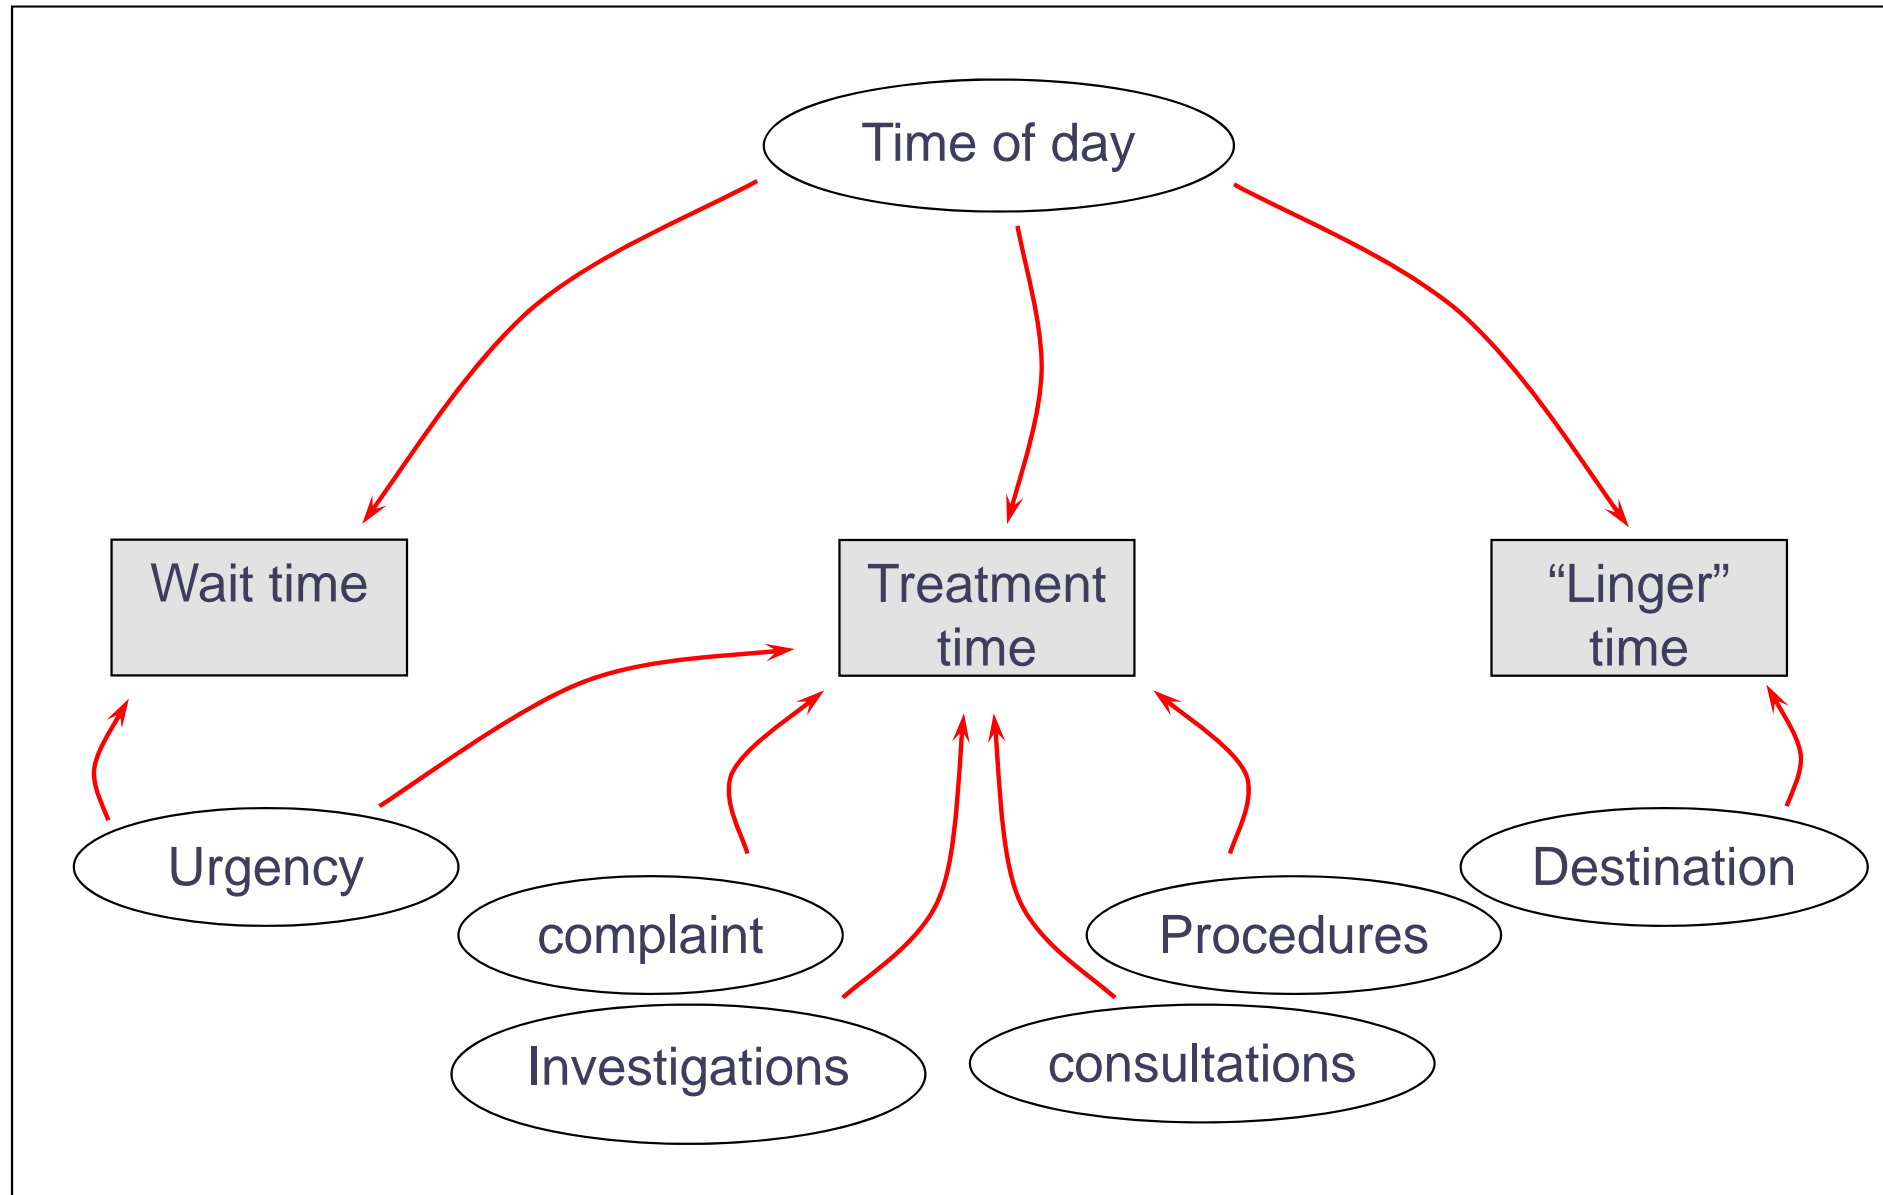 Time of day
Wait time
Treatment
time
“Linger”
time
Urgency
complaint
Procedures
Destination
Investigations
consultations